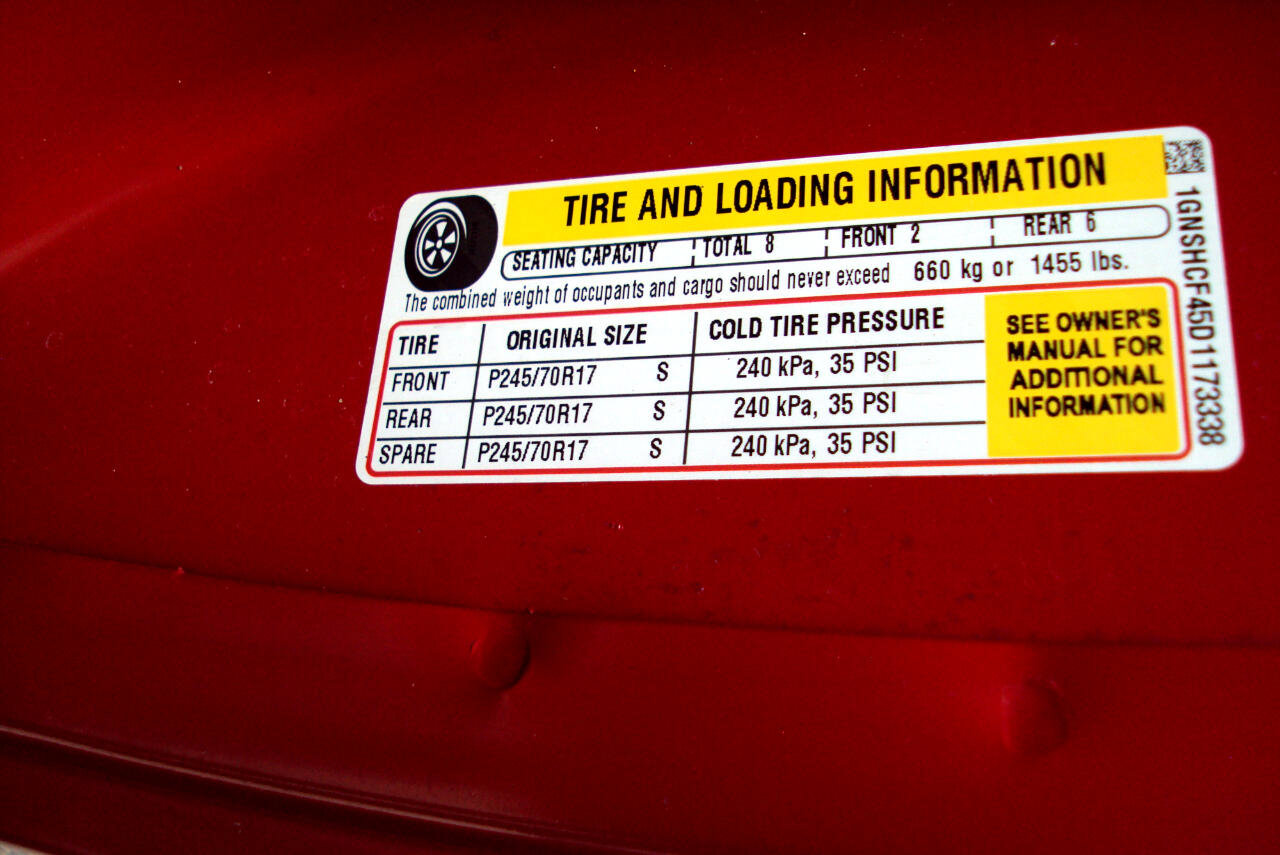 TIRE AND LOADING INFORMATION
SEATING CAPACITY TOTAL 8 FRONT 2 REAR 6
The combined weight of occupants and cargo should never exceed 660 kg or 1455 lbs.
TIRE ORIGINAL SIZE COLD TIRE PRESSURE
FRONT P245/70R17 S 240 kPa, 35 PSI
REAR P245/70R17 S 240 kPa, 35 PSI
SPARE P245/70R17 S 240 kPa, 35 PSI
SEE OWNER'S
MANUAL FOR
ADDITIONAL
INFORMATION
1GNSHCF45D1173338